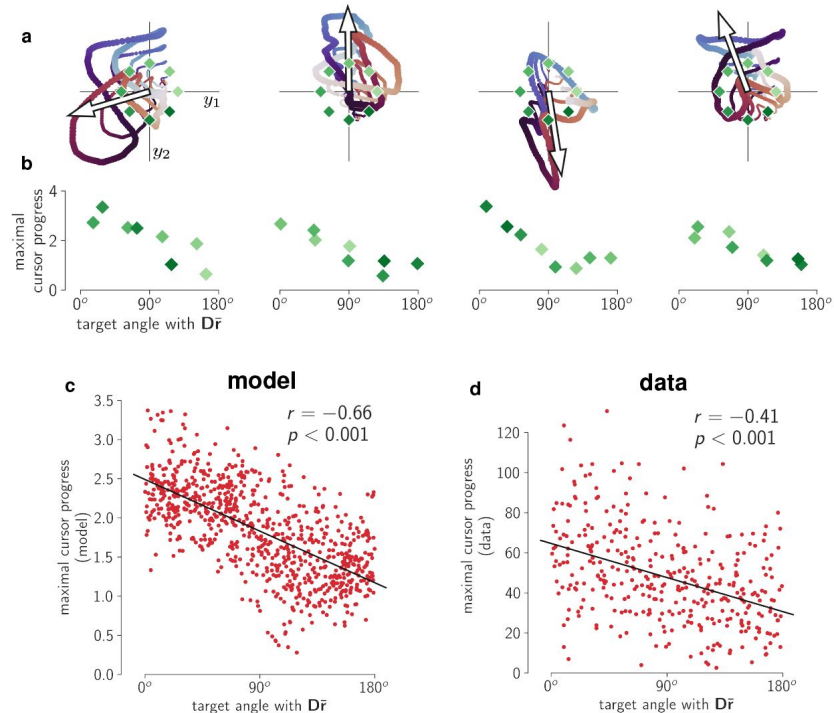 a
y₁
y₂
b
maximal
cursor progress
4
2
0
0° 90° 180° 0° 90° 180° 0° 90° 180° 0° 90° 180°
target angle with Dr̄
c model
r = −0.66
p < 0.001
maximal cursor progress
(model)
3.5
3.0
2.5
2.0
1.5
1.0
0.5
0.0
0° 90° 180°
target angle with Dr̄
d data
r = −0.41
p < 0.001
maximal cursor progress
(data)
120
100
80
60
40
20
0
0° 90° 180°
target angle with Dr̄